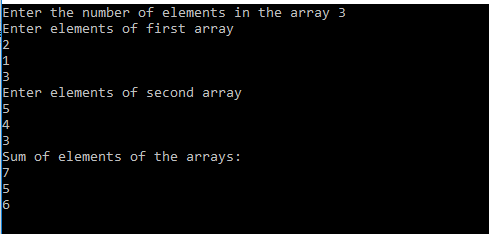 Enter the number of elements in the array 3
Enter elements of first array
2
1
3
Enter elements of second array
5
4
3
Sum of elements of the arrays:
7
5
6